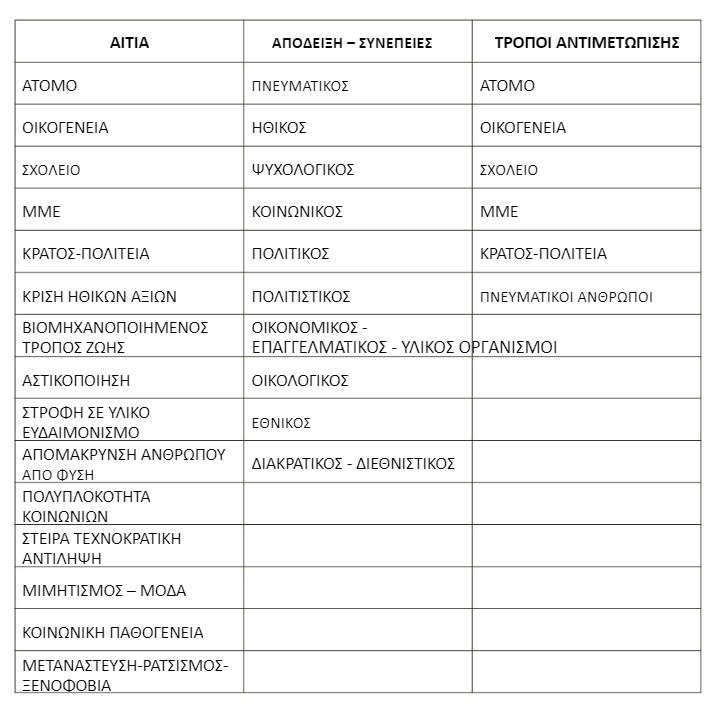 ΑΙΤΙΑ ΑΠΟΔΕΙΞΗ – ΣΥΝΕΠΕΙΕΣ ΤΡΟΠΟΙ ΑΝΤΙΜΕΤΩΠΙΣΗΣ
ΑΤΟΜΟ ΠΝΕΥΜΑΤΙΚΟΣ ΑΤΟΜΟ
ΟΙΚΟΓΕΝΕΙΑ ΗΘΙΚΟΣ ΟΙΚΟΓΕΝΕΙΑ
ΣΧΟΛΕΙΟ ΨΥΧΟΛΟΓΙΚΟΣ ΣΧΟΛΕΙΟ
ΜΜΕ ΚΟΙΝΩΝΙΚΟΣ ΜΜΕ
ΚΡΑΤΟΣ-ΠΟΛΙΤΕΙΑ ΠΟΛΙΤΙΚΟΣ ΚΡΑΤΟΣ-ΠΟΛΙΤΕΙΑ
ΚΡΙΣΗ ΗΘΙΚΩΝ ΑΞΙΩΝ ΠΟΛΙΤΙΣΤΙΚΟΣ ΠΝΕΥΜΑΤΙΚΟΙ ΑΝΘΡΩΠΟΙ
ΒΙΟΜΗΧΑΝΟΠΟΙΗΜΕΝΟΣ ΟΙΚΟΝΟΜΙΚΟΣ -
ΤΡΟΠΟΣ ΖΩΗΣ ΕΠΑΓΓΕΛΜΑΤΙΚΟΣ - ΥΛΙΚΟΣ ΟΡΓΑΝΙΣΜΟΙ
ΑΣΤΙΚΟΠΟΙΗΣΗ ΟΙΚΟΛΟΓΙΚΟΣ
ΣΤΡΟΦΗ ΣΕ ΥΛΙΚΟ
ΕΥΔΑΙΜΟΝΙΣΜΟ ΕΘΝΙΚΟΣ
ΑΠΟΜΑΚΡΥΝΣΗ ΑΝΘΡΩΠΟΥ
ΑΠΟ ΦΥΣΗ ΔΙΑΚΡΑΤΙΚΟΣ - ΔΙΕΘΝΙΣΤΙΚΟΣ
ΠΟΛΥΠΛΟΚΟΤΗΤΑ
ΚΟΙΝΩΝΙΩΝ
ΣΤΕΙΡΑ ΤΕΧΝΟΚΡΑΤΙΚΗ
ΑΝΤΙΛΗΨΗ
ΜΙΜΗΤΙΣΜΟΣ – ΜΟΔΑ
ΚΟΙΝΩΝΙΚΗ ΠΑΘΟΓΕΝΕΙΑ
ΜΕΤΑΝΑΣΤΕΥΣΗ-ΡΑΤΣΙΣΜΟΣ-
ΞΕΝΟΦΟΒΙΑ